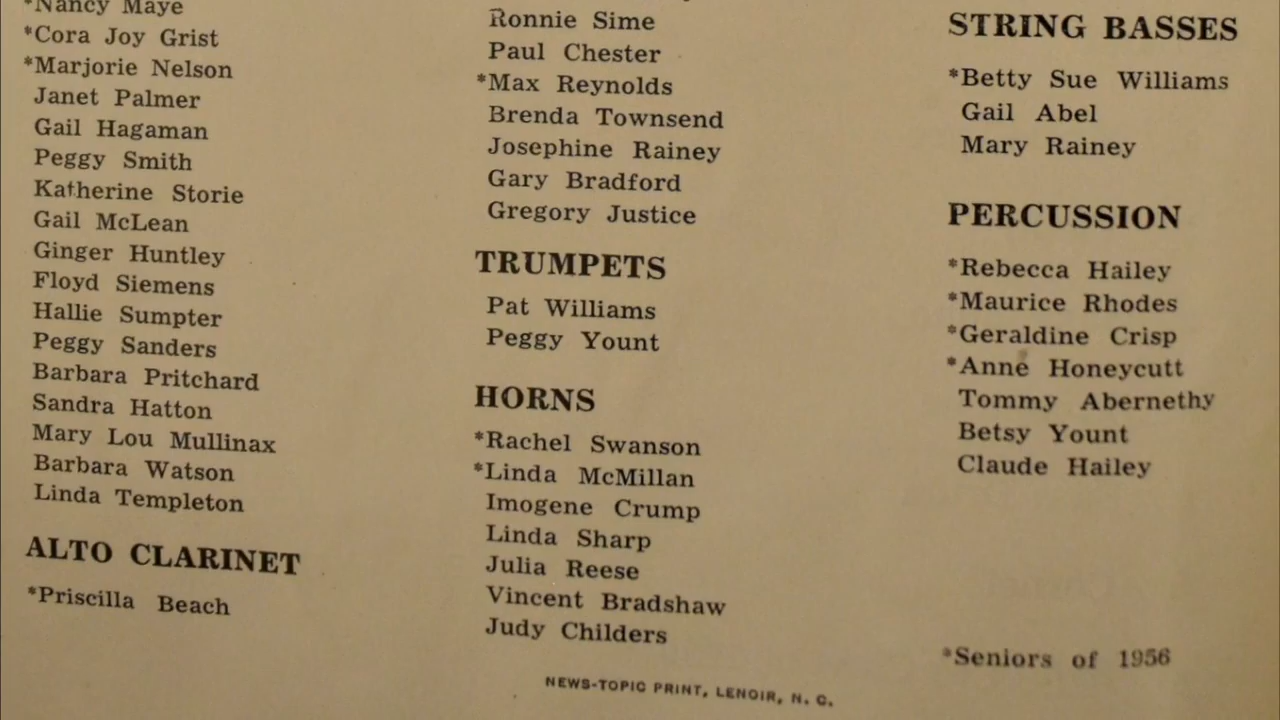 *Nancy Maye
*Cora Joy Grist
*Marjorie Nelson
Janet Palmer
Gail Hagaman
Peggy Smith
Katherine Storie
Gail McLean
Ginger Huntley
Floyd Siemens
Hallie Sumpter
Peggy Sanders
Barbara Pritchard
Sandra Hatton
Mary Lou Mullinax
Barbara Watson
Linda Templeton
ALTO CLARINET
*Priscilla Beach
Ronnie Sime
Paul Chester
*Max Reynolds
Brenda Townsend
Josephine Rainey
Gary Bradford
Gregory Justice
TRUMPETS
Pat Williams
Peggy Yount
HORNS
*Rachel Swanson
*Linda McMillan
Imogene Crump
Linda Sharp
Julia Reese
Vincent Bradshaw
Judy Childers
STRING BASSES
*Betty Sue Williams
Gail Abel
Mary Rainey
PERCUSSION
*Rebecca Hailey
*Maurice Rhodes
*Geraldine Crisp
*Anne Honeycutt
Tommy Abernethy
Betsy Yount
Claude Hailey
*Seniors of 1956
NEWS-TOPIC PRINT, LENOIR, N. C.